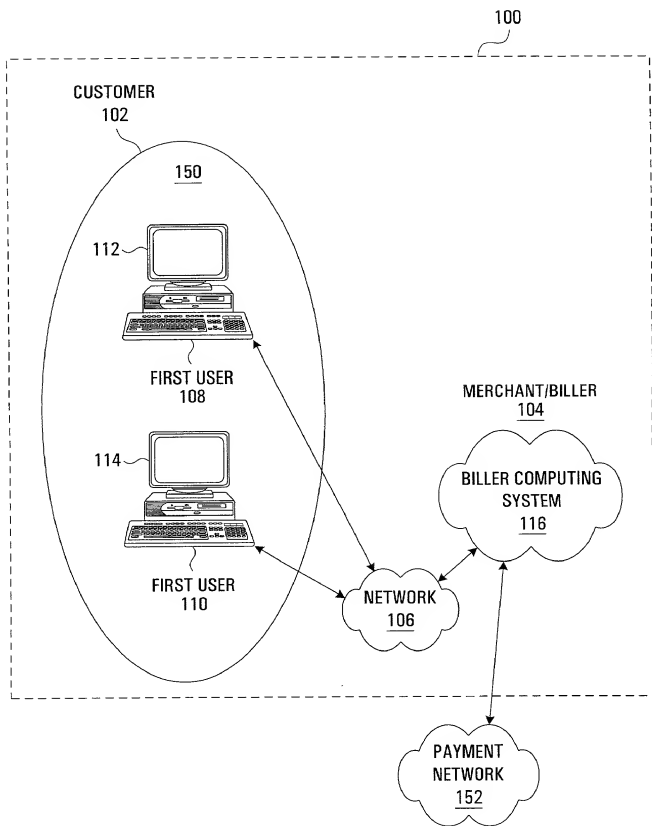 100
CUSTOMER
102
150
112
FIRST USER
108
114
FIRST USER
110
MERCHANT/BILLER
104
BILLER COMPUTING
SYSTEM
116
NETWORK
106
PAYMENT
NETWORK
152